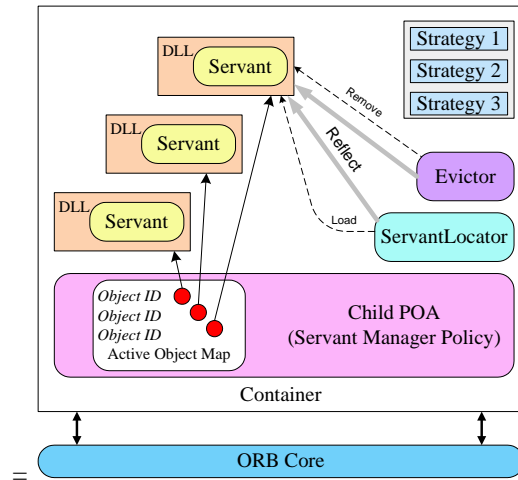 Strategy 1
Strategy 2
Strategy 3
DLL
Servant
Remove
DLL
Servant
Reflect
Evictor
DLL
Servant
Load
ServantLocator
Object ID
Object ID
Object ID
Active Object Map
Child POA
(Servant Manager Policy)
Container
ORB Core
=